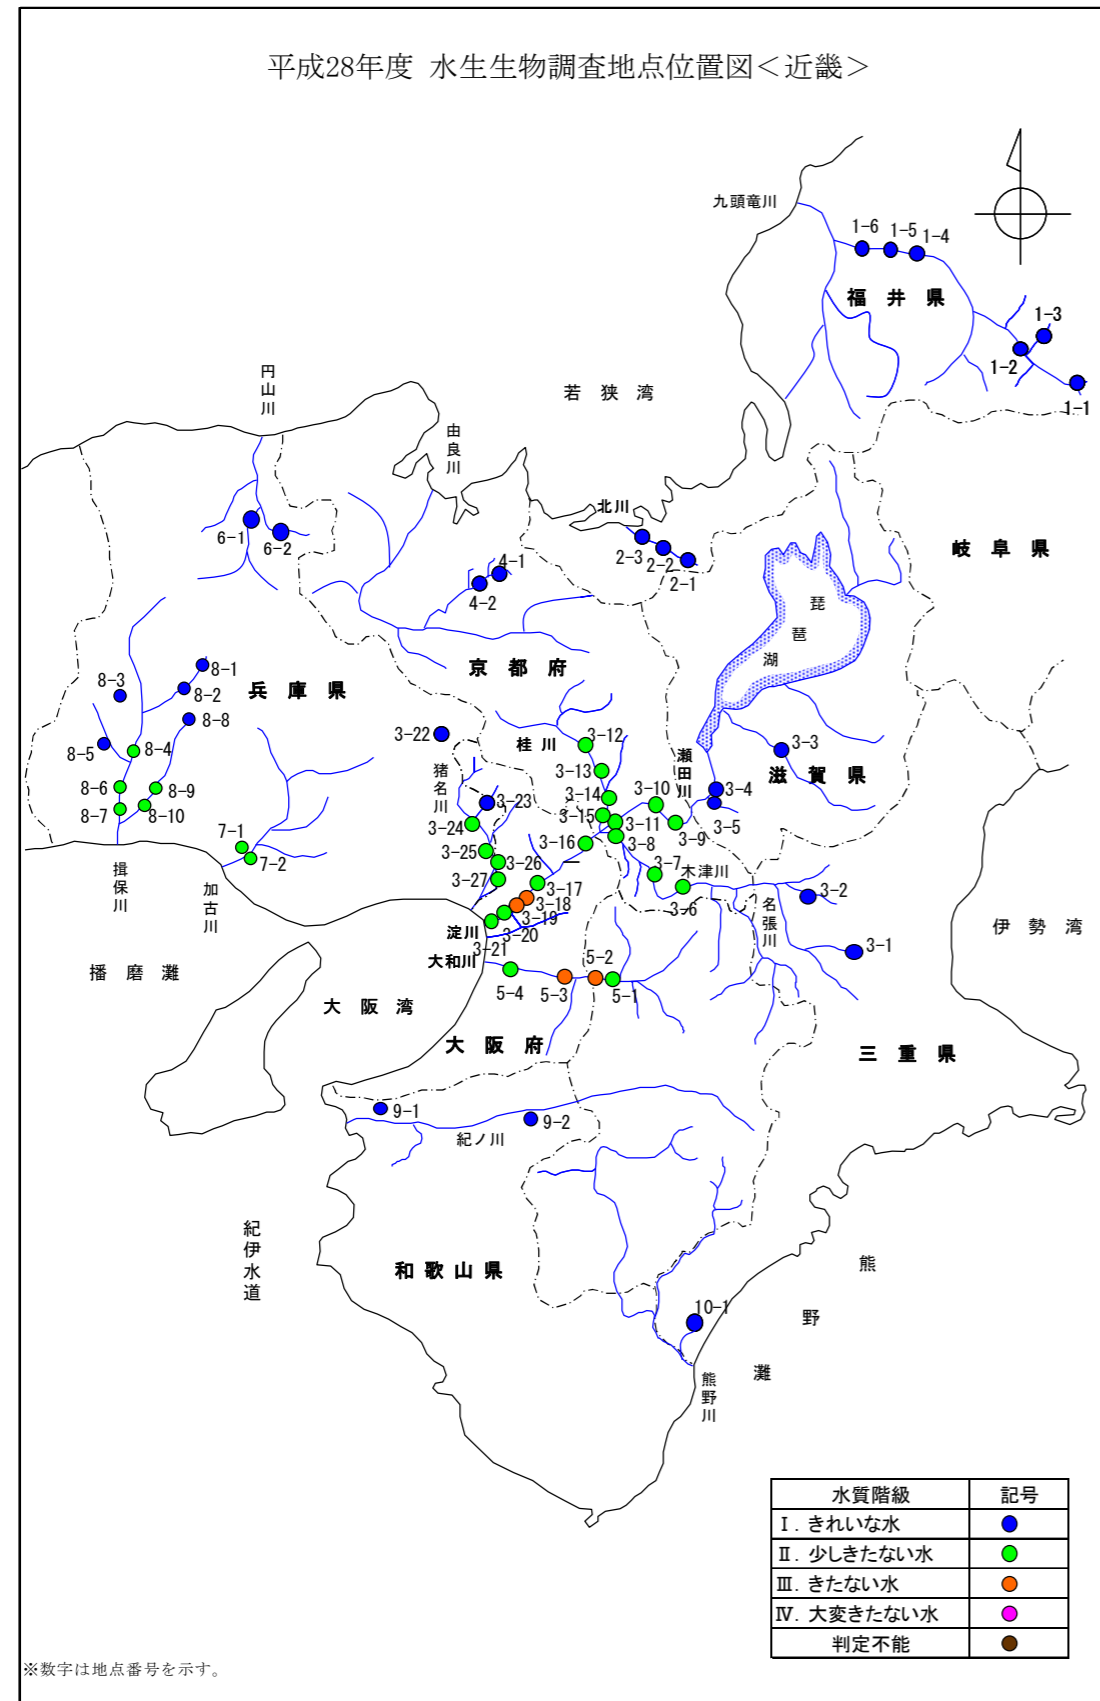 平成28年度 水生生物調査地点位置図＜近畿＞
九頭竜川
1-6
1-5
1-4
福井県
1-3
1-2
1-1
円山川
若狭湾
由良川
北川
岐阜県
6-1
6-2
4-1
4-2
2-3
2-2
2-1
琵
琶
湖
京都府
8-1
8-3
8-2
兵庫県
8-8
8-5
8-4
3-22
桂川
3-12
瀬田川
3-3
滋賀県
猪名川
3-13
3-10
3-4
8-6
8-9
3-23
3-14
3-5
8-7
8-10
3-24
3-15
3-11
3-9
3-16
3-8
7-1
7-2
3-25
3-26
3-7
木津川
揖保川
加古川
3-27
3-17
3-6
3-2
3-18
名張川
3-19
淀川
3-20
3-21
伊勢湾
3-1
大和川
5-2
播磨灘
5-4
5-3
5-1
大阪湾
大阪府
三重県
9-1
9-2
紀ノ川
紀伊水道
和歌山県
熊
野
灘
10-1
熊野川
水質階級 記号
Ⅰ. きれいな水
Ⅱ. 少しきたない水
Ⅲ. きたない水
Ⅳ. 大変きたない水
判定不能
※数字は地点番号を示す。